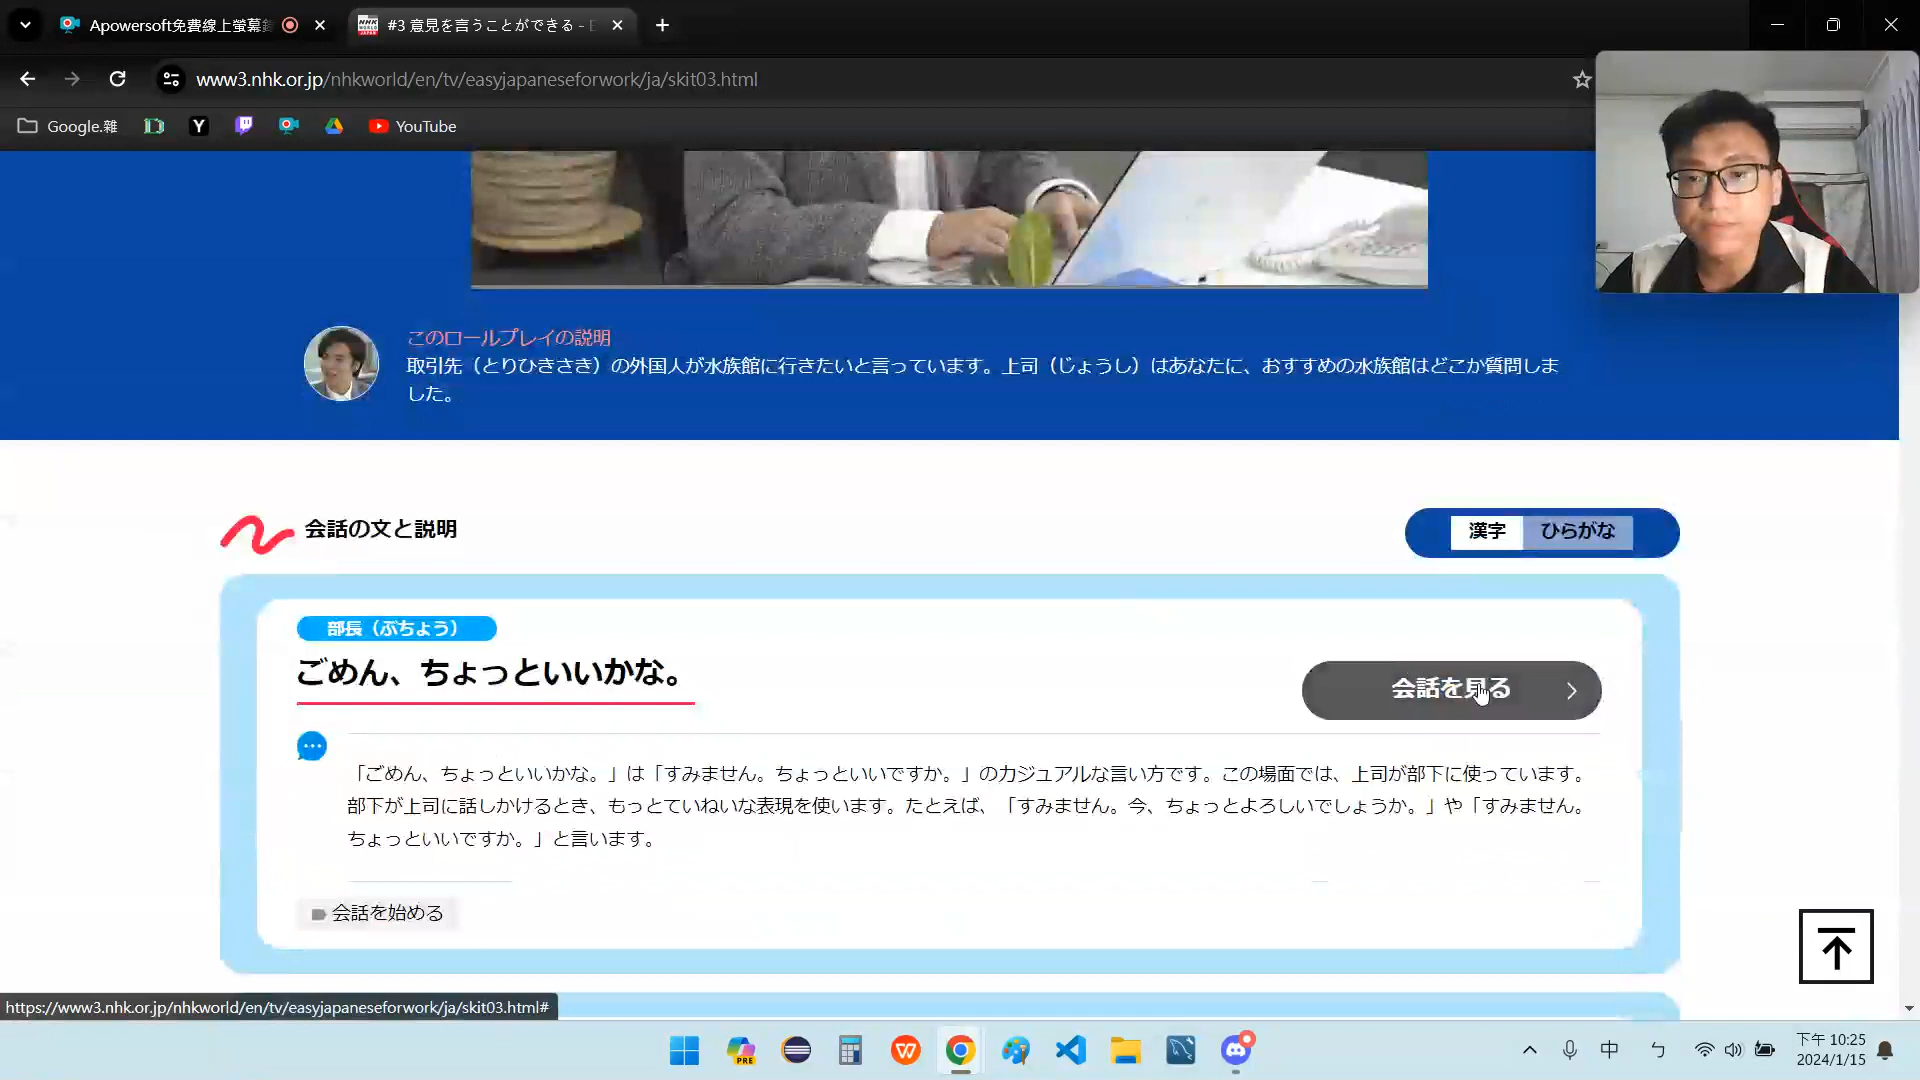 Apowersoft免費線上螢幕錄
#3 意見を言うことができる - E
www3.nhk.or.jp/nhkworld/en/tv/easyjapaneseforwork/ja/skit03.html
Google.雜
YouTube
このロールプレイの説明
取引先（とりひきさき）の外国人が水族館に行きたいと言っています。上司（じょうし）はあなたに、おすすめの水族館はどこか質問しま
した。
会話の文と説明
漢字
ひらがな
部長（ぶちょう）
ごめん、ちょっといいかな。
会話を見る
「ごめん、ちょっといいかな。」は「すみません。ちょっといいですか。」のカジュアルな言い方です。この場面では、上司が部下に使っています。
部下が上司に話しかけるとき、もっとていねいな表現を使います。たとえば、「すみません。今、ちょっとよろしいでしょうか。」や「すみません。
ちょっといいですか。」と言います。
会話を始める
https://www3.nhk.or.jp/nhkworld/en/tv/easyjapaneseforwork/ja/skit03.html#
PRE
中
ㄅ
下午 10:25
2024/1/15